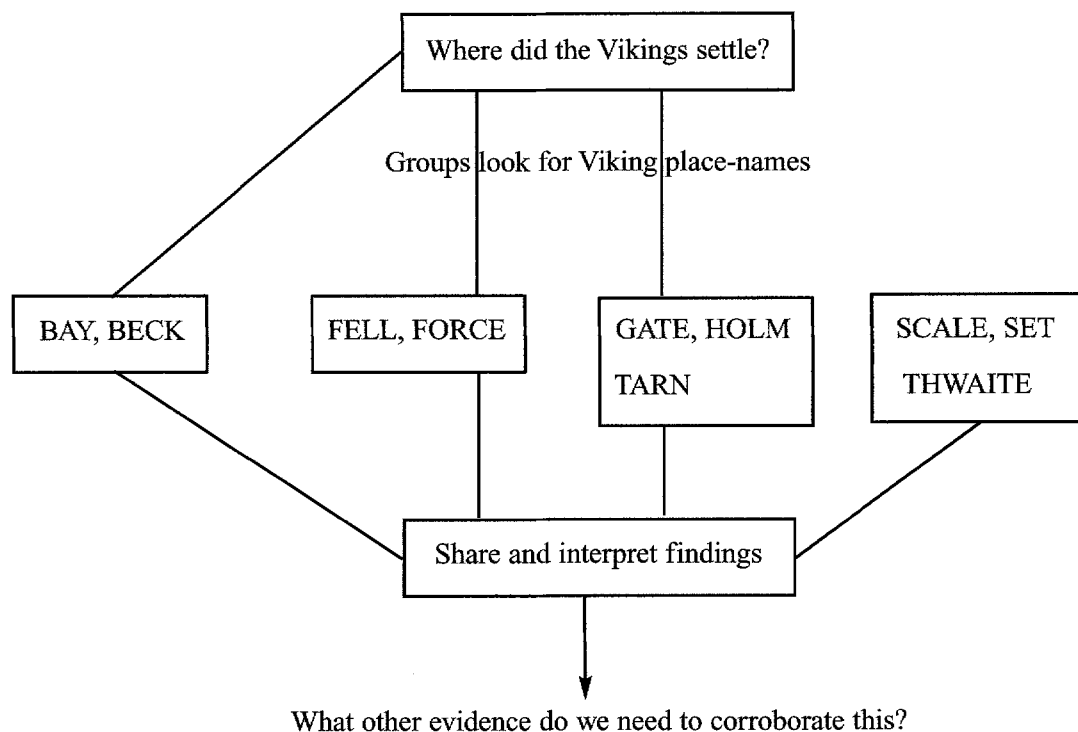 Where did the Vikings settle?
Groups look for Viking place-names
BAY, BECK
FELL, FORCE
GATE, HOLM
TARN
SCALE, SET
THWAITE
Share and interpret findings
What other evidence do we need to corroborate this?